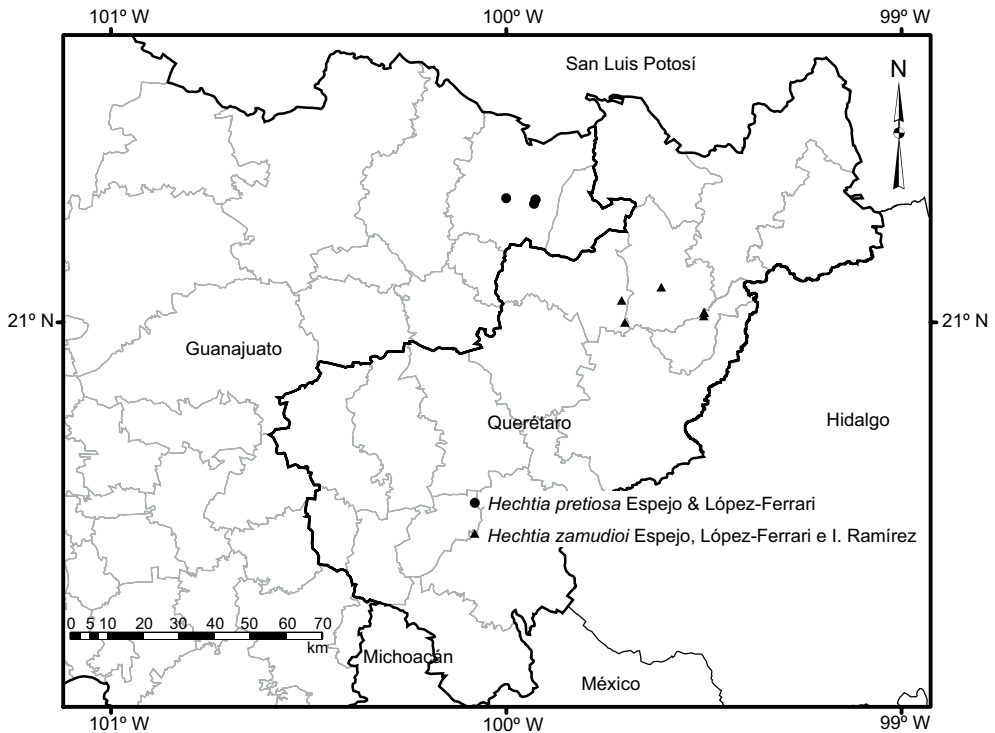 101º W 100º W 99º W
San Luis Potosí
N
21º N 21º N
Guanajuato
Querétaro
Hidalgo
Hechtia pretiosa Espejo & López-Ferrari
Hechtia zamudioi Espejo, López-Ferrari e I. Ramírez
0 5 10 20 30 40 50 60 70
km
Michoacán
México
101º W 100º W 99º W